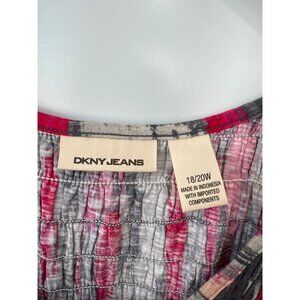 DKNY JEANS
18/20W
MADE IN INDONESIA
WITH IMPORTED
COMPONENTS